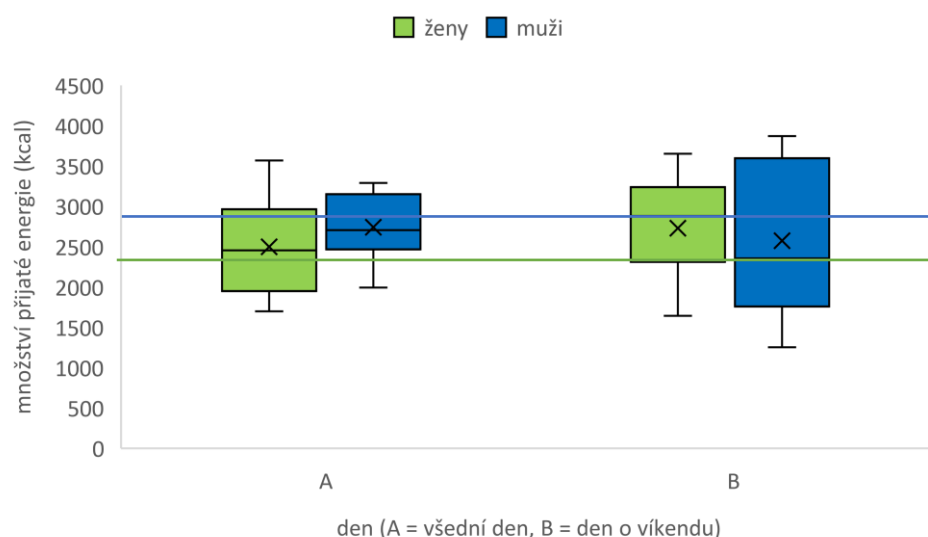 ženy muži
množství přijaté energie (kcal)
4500
4000
3500
3000
2500
2000
1500
1000
500
0
A B
den (A = všední den, B = den o víkendu)